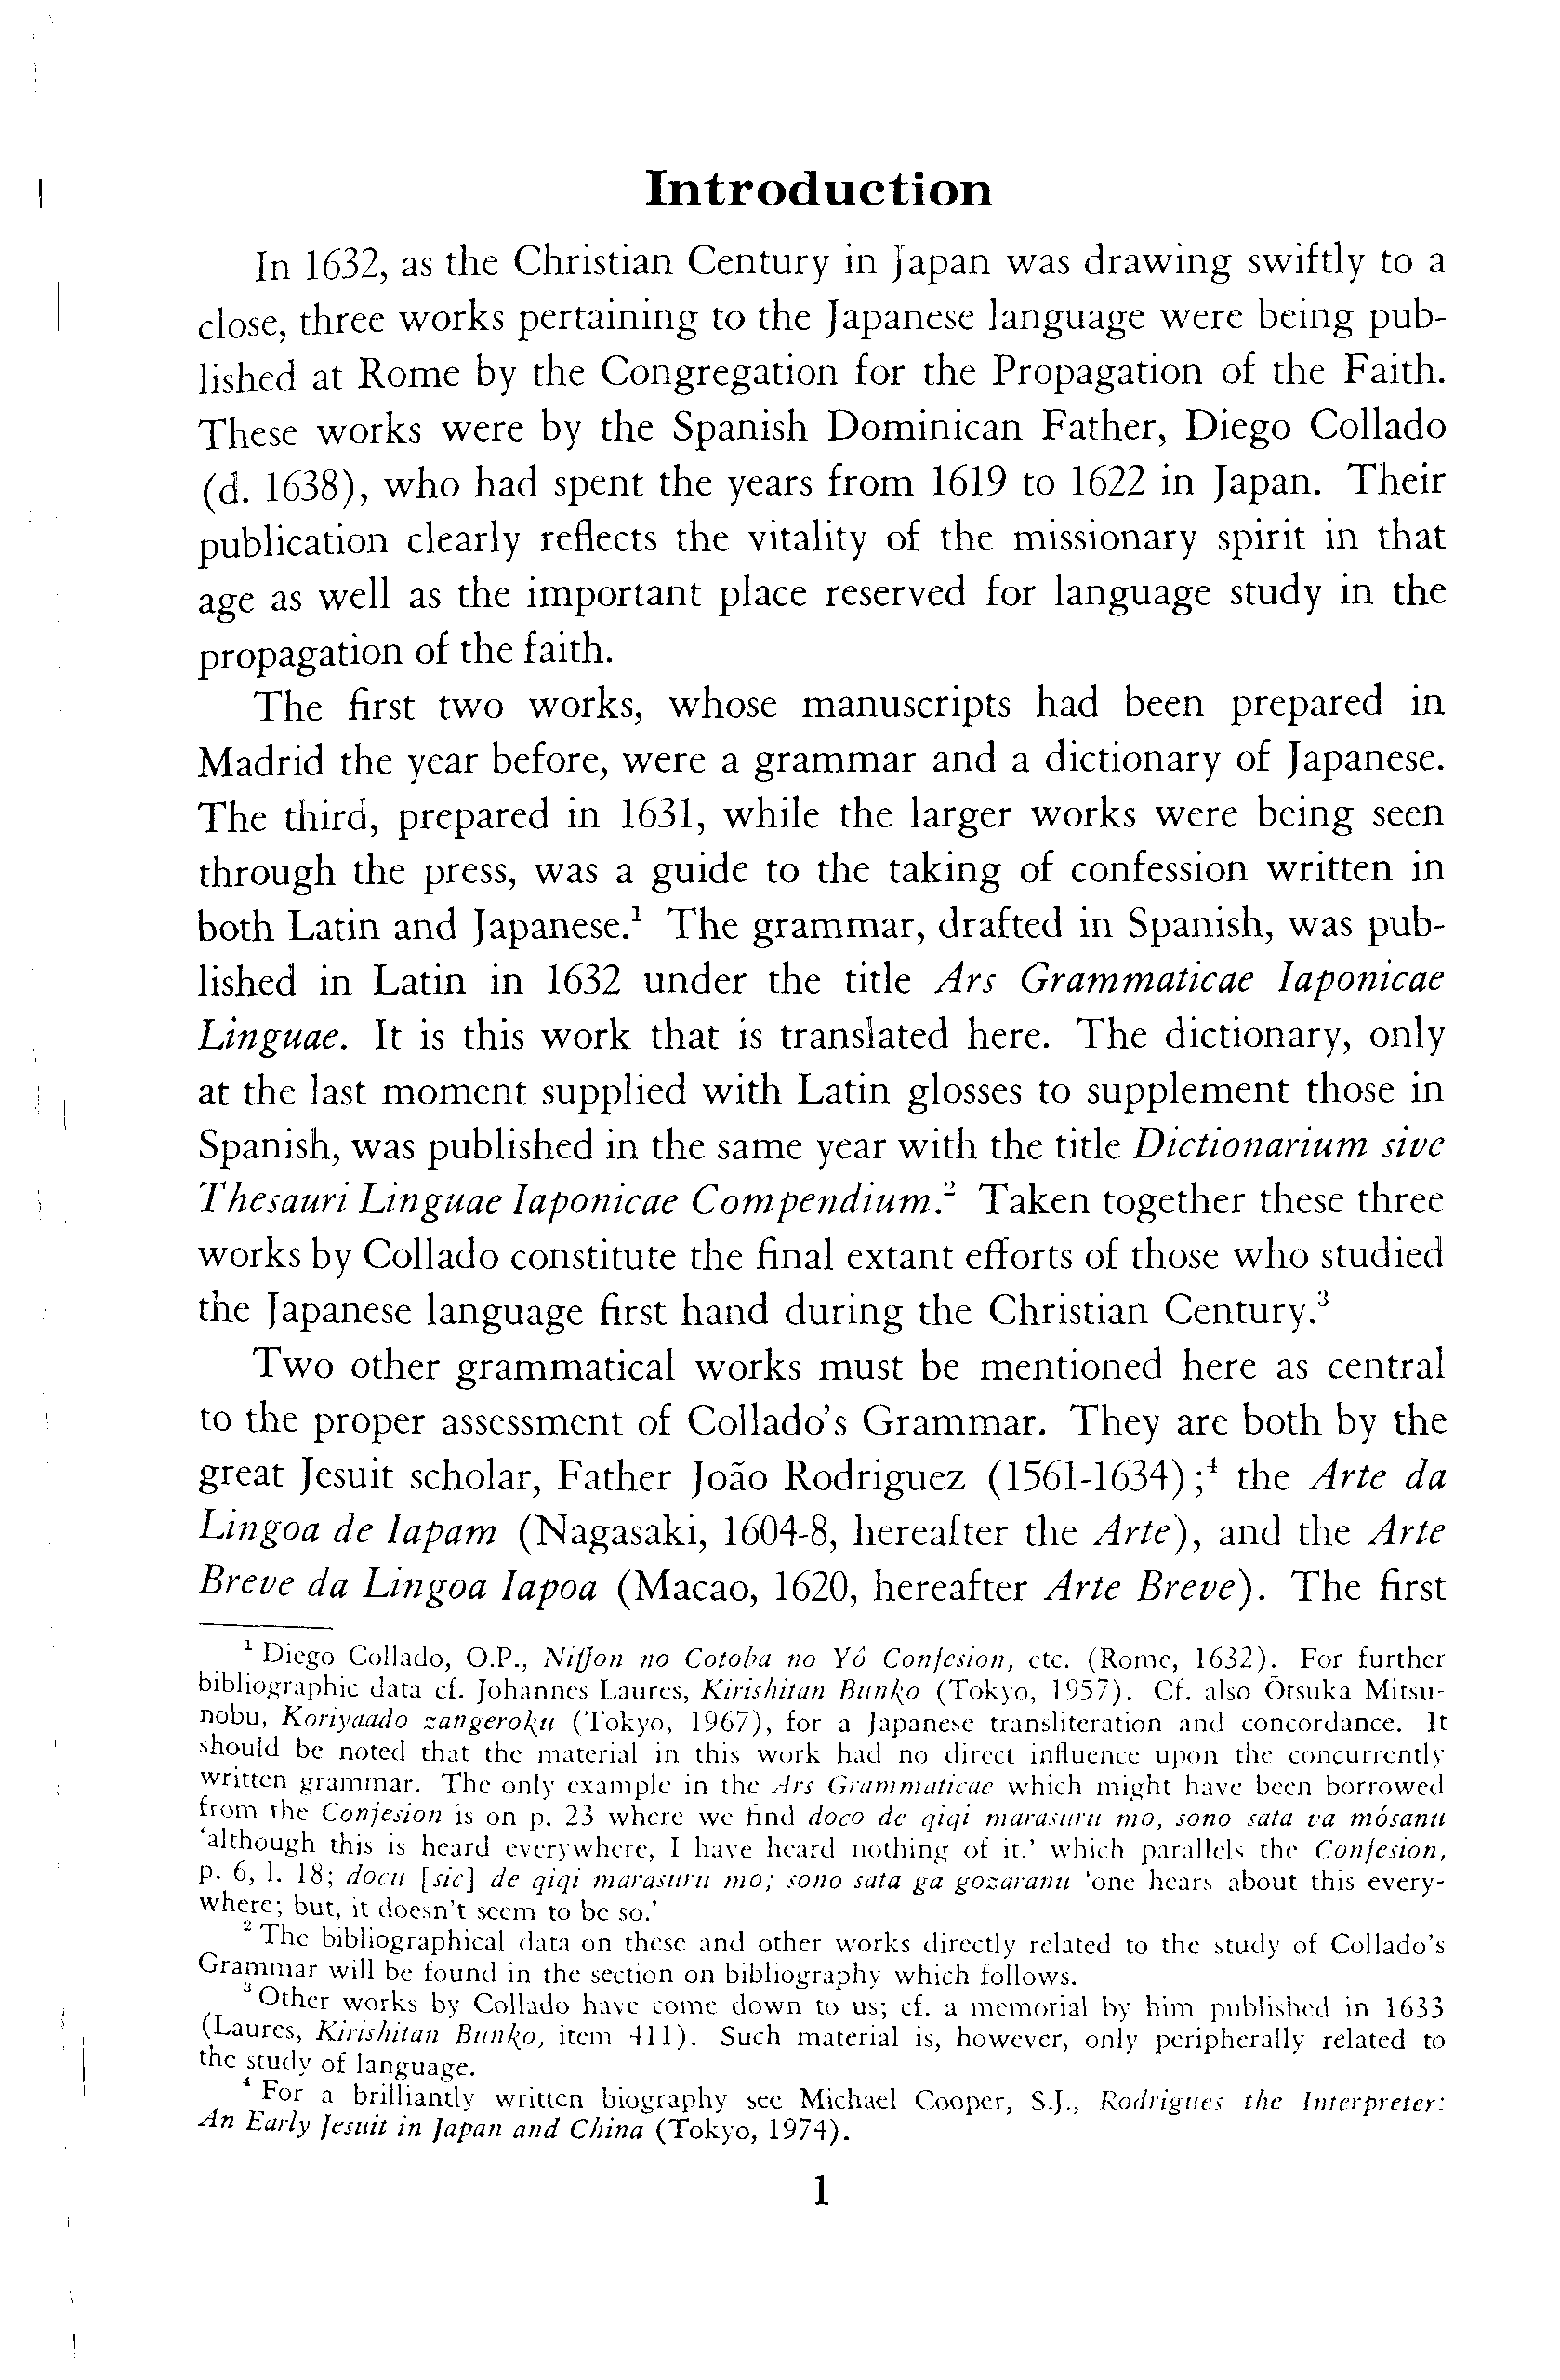 Introduction
In 1632, as the Christian Century in Japan was drawing swiftly to a
close, three works pertaining to the Japanese language were being pub-
lished at Rome by the Congregation for the Propagation of the Faith.
These works were by the Spanish Dominican Father, Diego Collado
(d. 1638), who had spent the years from 1619 to 1622 in Japan. Their
publication clearly reflects the vitality of the missionary spirit in that
age as well as the important place reserved for language study in the
propagation of the faith.
The first two works, whose manuscripts had been prepared in
Madrid the year before, were a grammar and a dictionary of Japanese.
The third, prepared in 1631, while the larger works were being seen
through the press, was a guide to the taking of confession written in
both Latin and Japanese.¹ The grammar, drafted in Spanish, was pub-
lished in Latin in 1632 under the title Ars Grammaticae Iaponicae
Linguae. It is this work that is translated here. The dictionary, only
at the last moment supplied with Latin glosses to supplement those in
Spanish, was published in the same year with the title Dictionarium sive
Thesauri Linguae Iaponicae Compendium.² Taken together these three
works by Collado constitute the final extant efforts of those who studied
the Japanese language first hand during the Christian Century.³
Two other grammatical works must be mentioned here as central
to the proper assessment of Collado's Grammar. They are both by the
great Jesuit scholar, Father João Rodriguez (1561-1634);⁴ the Arte da
Lingoa de Iapam (Nagasaki, 1604-8, hereafter the Arte), and the Arte
Breve da Lingoa Iapoa (Macao, 1620, hereafter Arte Breve). The first
¹ Diego Collado, O.P., Niffon no Cotoba no Yô Confesion, etc. (Rome, 1632). For further
bibliographic data cf. Johannes Laures, Kirishitan Bunko (Tokyo, 1957). Cf. also Ōtsuka Mitsu-
nobu, Koriyaado zangeroku (Tokyo, 1967), for a Japanese transliteration and concordance. It
should be noted that the material in this work had no direct influence upon the concurrently
written grammar. The only example in the Ars Grammaticae which might have been borrowed
from the Confesion is on p. 23 where we find doco de qiqi marasuru mo, sono sata va mósanu
'although this is heard everywhere, I have heard nothing of it.' which parallels the Confesion,
p. 6, l. 18; docu [sic] de qiqi marasuru mo; sono sata ga gozaranu 'one hears about this every-
where; but, it doesn't seem to be so.'
² The bibliographical data on these and other works directly related to the study of Collado's
Grammar will be found in the section on bibliography which follows.
³ Other works by Collado have come down to us; cf. a memorial by him published in 1633
(Laures, Kirishitan Bunko, item 411). Such material is, however, only peripherally related to
the study of language.
⁴ For a brilliantly written biography see Michael Cooper, S.J., Rodrigues the Interpreter:
An Early Jesuit in Japan and China (Tokyo, 1974).
1